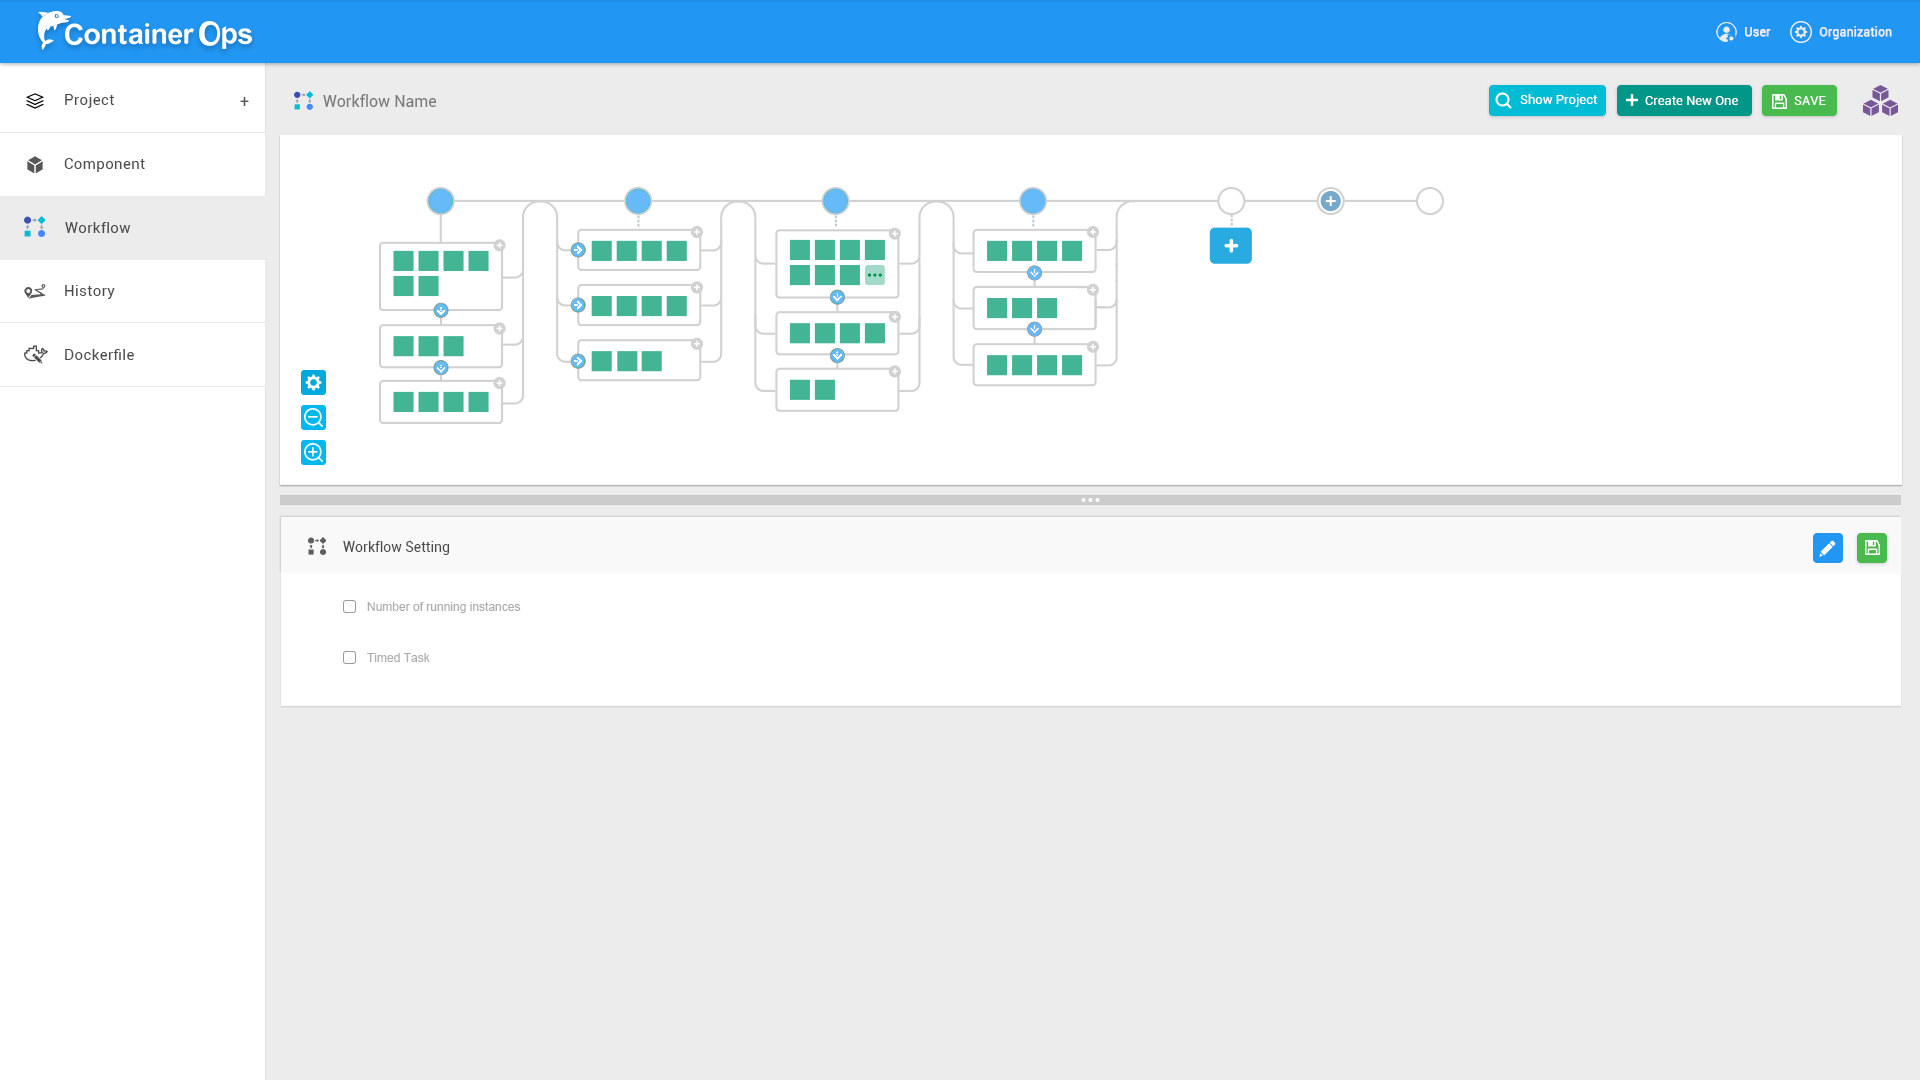 Container Ops
User
Organization
Project +
Component
Workflow
History
Dockerfile
Workflow Name
Show Project
+ Create New One
SAVE
Workflow Setting
Number of running instances
Timed Task